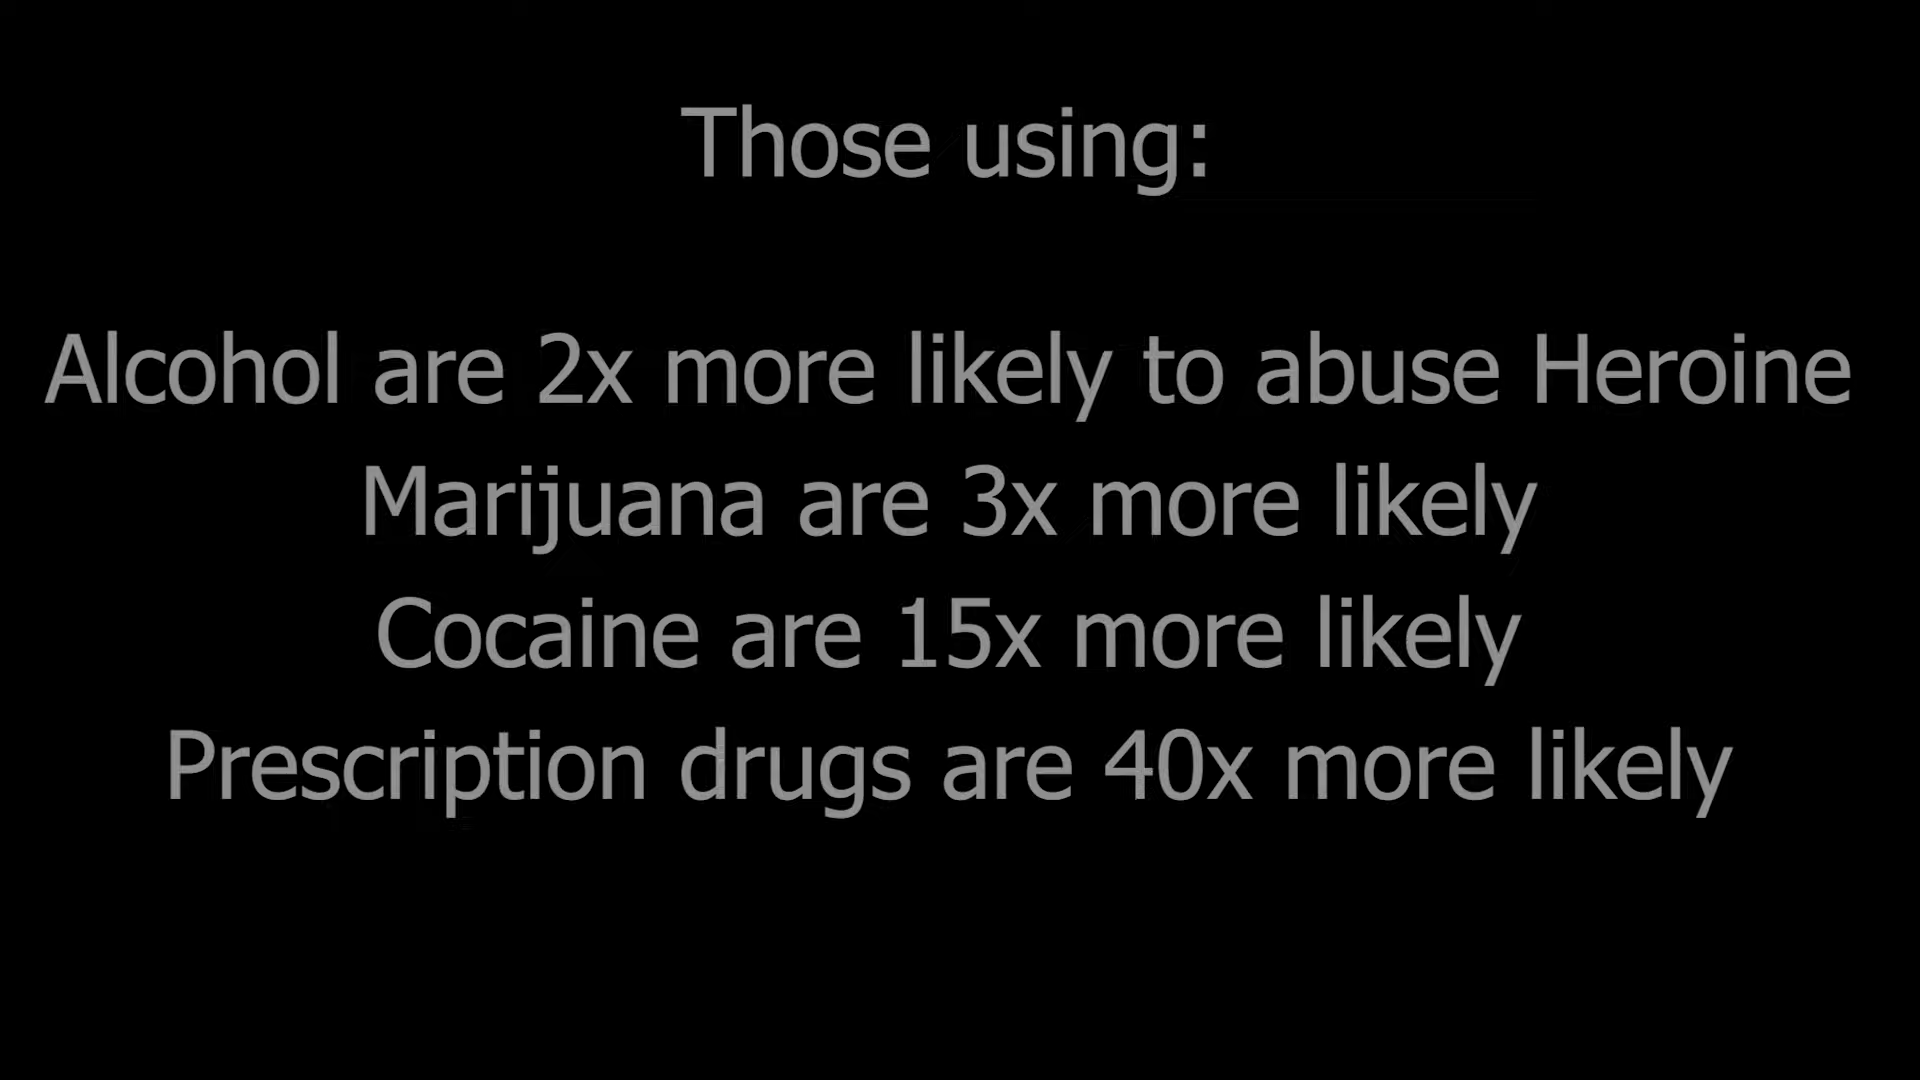 Those using:
Alcohol are 2x more likely to abuse Heroine
Marijuana are 3x more likely
Cocaine are 15x more likely
Prescription drugs are 40x more likely